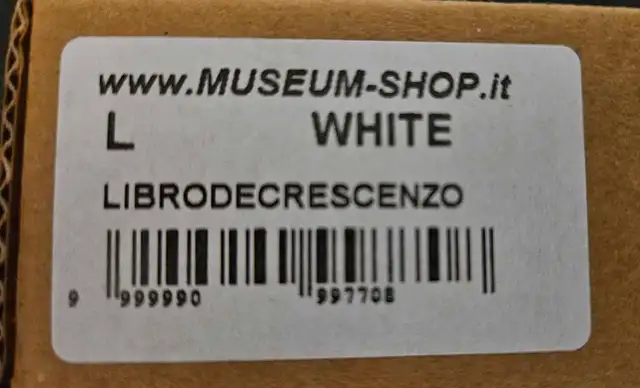 www.MUSEUM-SHOP.it
L WHITE
LIBRODECRESCENZO
9 999990 997708